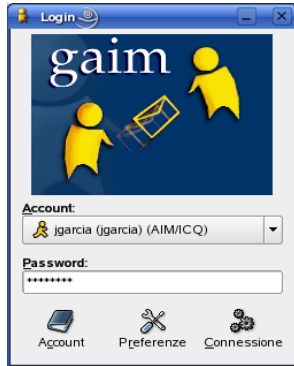 Login
gaim
Account:
jgarcia (jgarcia) (AIM/ICQ)
Password:
********
Account Preferenze Connessione